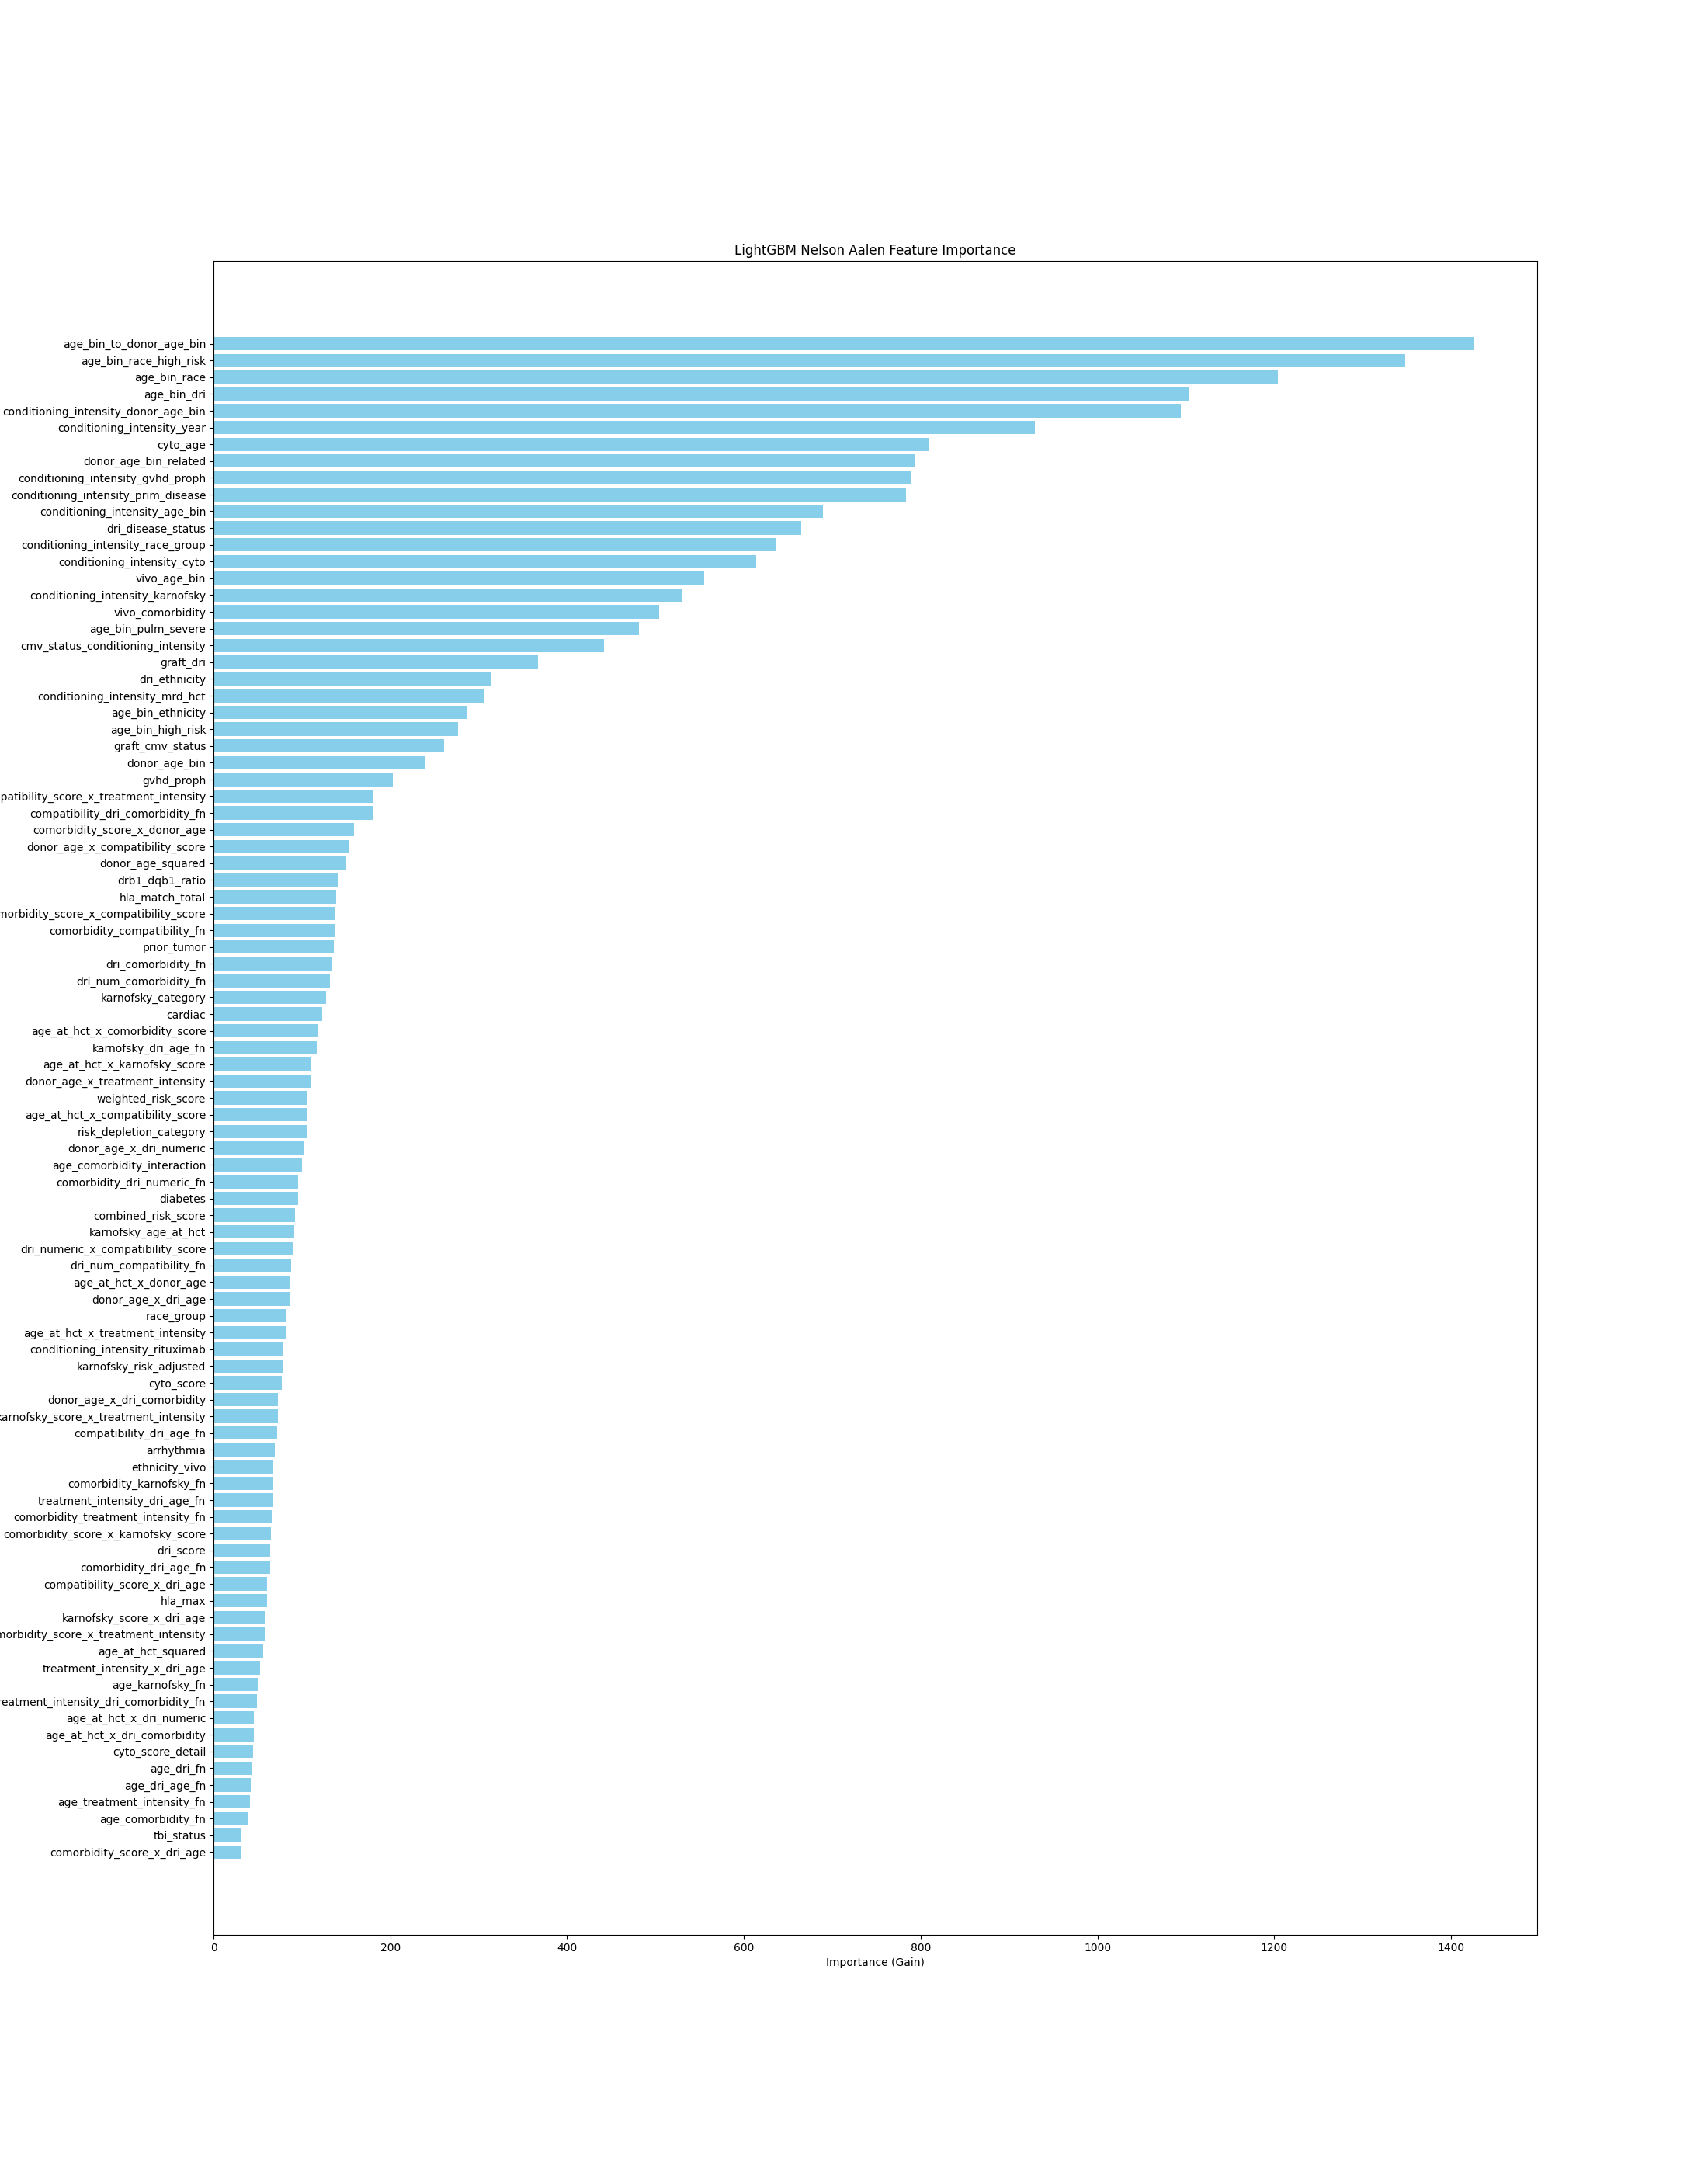 LightGBM Nelson Aalen Feature Importance
age_bin_to_donor_age_bin
age_bin_race_high_risk
age_bin_race
age_bin_dri
conditioning_intensity_donor_age_bin
conditioning_intensity_year
cyto_age
donor_age_bin_related
conditioning_intensity_gvhd_proph
conditioning_intensity_prim_disease
conditioning_intensity_age_bin
dri_disease_status
conditioning_intensity_race_group
conditioning_intensity_cyto
vivo_age_bin
conditioning_intensity_karnofsky
vivo_comorbidity
age_bin_pulm_severe
cmv_status_conditioning_intensity
graft_dri
dri_ethnicity
conditioning_intensity_mrd_hct
age_bin_ethnicity
age_bin_high_risk
graft_cmv_status
donor_age_bin
gvhd_proph
patibility_score_x_treatment_intensity
compatibility_dri_comorbidity_fn
comorbidity_score_x_donor_age
donor_age_x_compatibility_score
donor_age_squared
drb1_dqb1_ratio
hla_match_total
morbidity_score_x_compatibility_score
comorbidity_compatibility_fn
prior_tumor
dri_comorbidity_fn
dri_num_comorbidity_fn
karnofsky_category
cardiac
age_at_hct_x_comorbidity_score
karnofsky_dri_age_fn
age_at_hct_x_karnofsky_score
donor_age_x_treatment_intensity
weighted_risk_score
age_at_hct_x_compatibility_score
risk_depletion_category
donor_age_x_dri_numeric
age_comorbidity_interaction
comorbidity_dri_numeric_fn
diabetes
combined_risk_score
karnofsky_age_at_hct
dri_numeric_x_compatibility_score
dri_num_compatibility_fn
age_at_hct_x_donor_age
donor_age_x_dri_age
race_group
age_at_hct_x_treatment_intensity
conditioning_intensity_rituximab
karnofsky_risk_adjusted
cyto_score
donor_age_x_dri_comorbidity
karnofsky_score_x_treatment_intensity
compatibility_dri_age_fn
arrhythmia
ethnicity_vivo
comorbidity_karnofsky_fn
treatment_intensity_dri_age_fn
comorbidity_treatment_intensity_fn
comorbidity_score_x_karnofsky_score
dri_score
comorbidity_dri_age_fn
compatibility_score_x_dri_age
hla_max
karnofsky_score_x_dri_age
morbidity_score_x_treatment_intensity
age_at_hct_squared
treatment_intensity_x_dri_age
age_karnofsky_fn
reatment_intensity_dri_comorbidity_fn
age_at_hct_x_dri_numeric
age_at_hct_x_dri_comorbidity
cyto_score_detail
age_dri_fn
age_dri_age_fn
age_treatment_intensity_fn
age_comorbidity_fn
tbi_status
comorbidity_score_x_dri_age
0 200 400 600 800 1000 1200 1400
Importance (Gain)